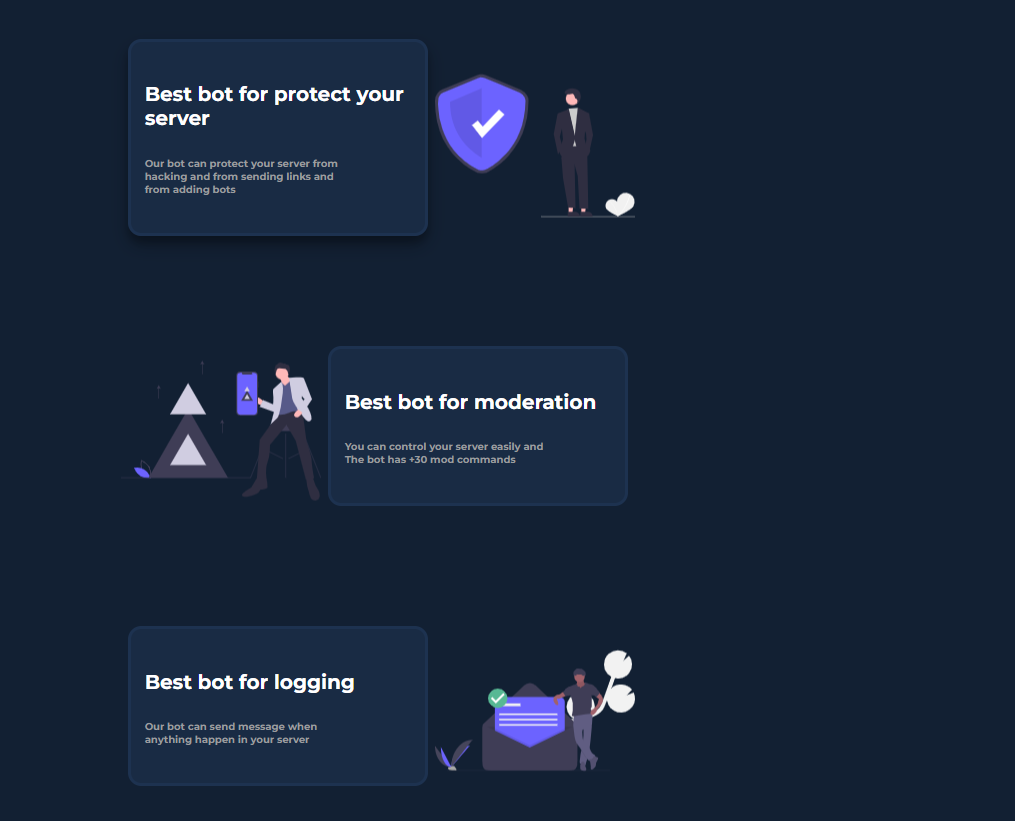 Best bot for protect your
server
Our bot can protect your server from
hacking and from sending links and
from adding bots
Best bot for moderation
You can control your server easily and
The bot has +30 mod commands
Best bot for logging
Our bot can send message when
anything happen in your server